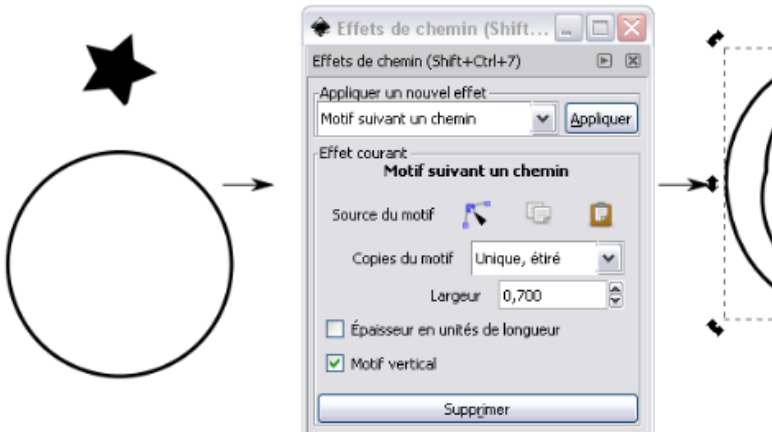 Effets de chemin (Shift...
Effets de chemin (Shift+Ctrl+7)
Appliquer un nouvel effet
Motif suivant un chemin
Appliquer
Effet courant
Motif suivant un chemin
Source du motif
Copies du motif Unique, étiré
Largeur 0,700
Épaisseur en unités de longueur
Motif vertical
Supprimer